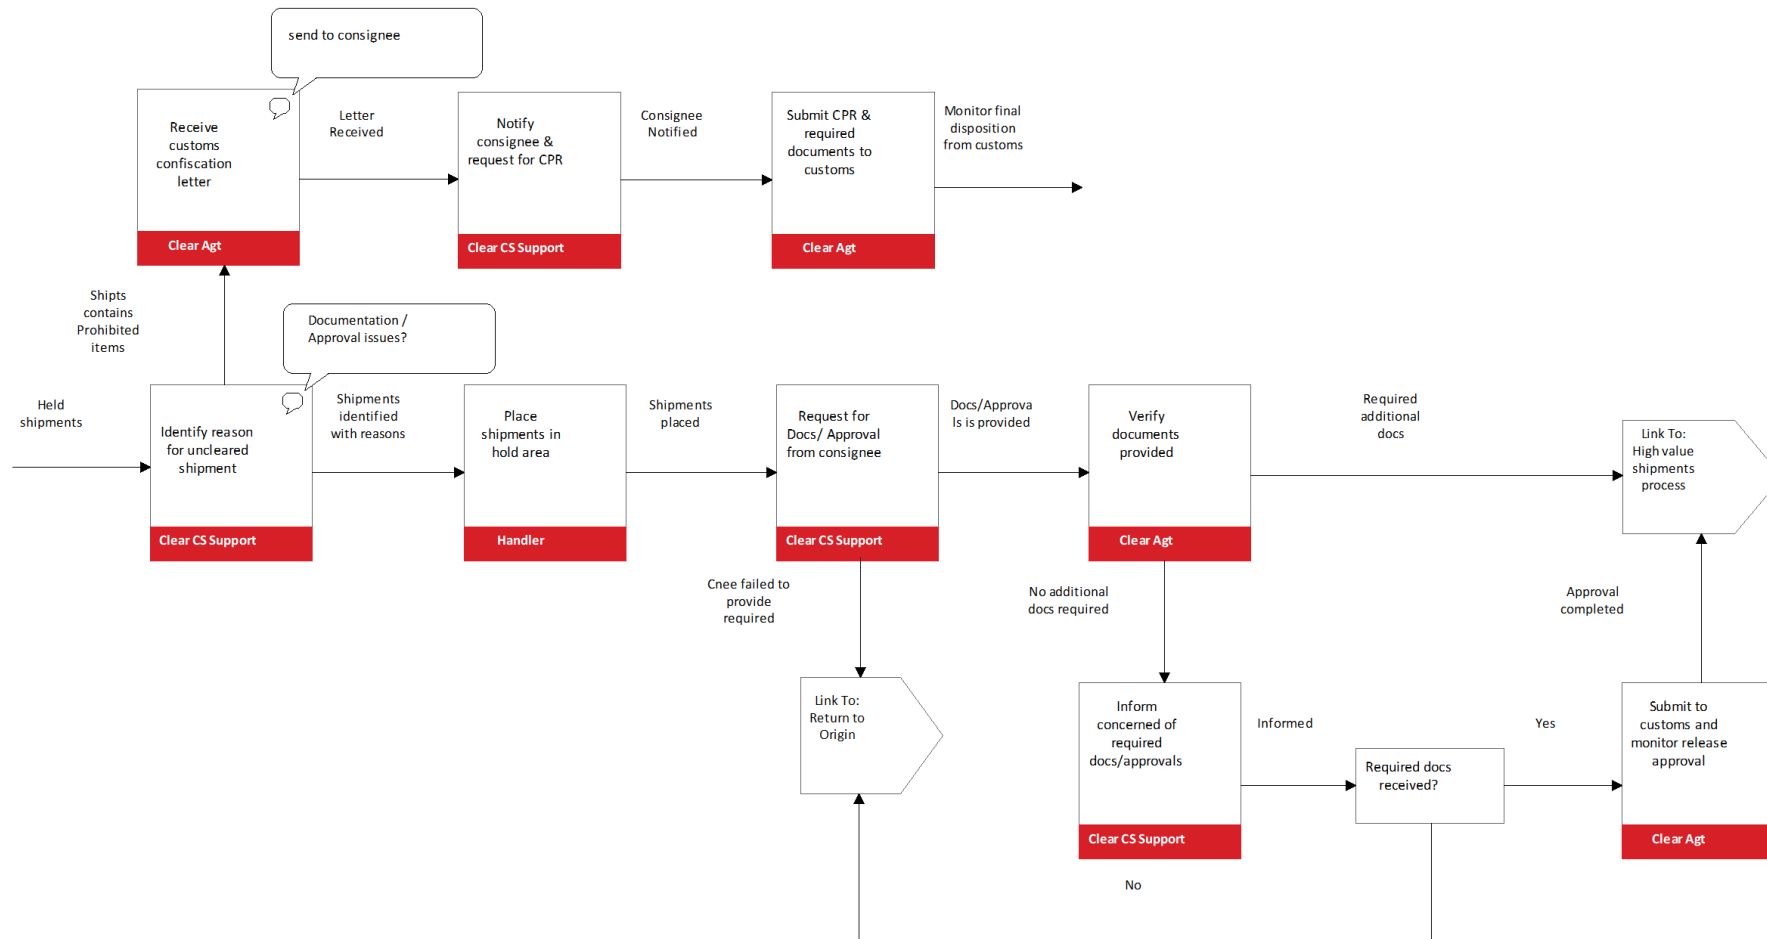 send to consignee
Receive
customs
confiscation
letter
Clear Agt
Letter
Received
Notify
consignee &
request for CPR
Clear CS Support
Consignee
Notified
Submit CPR &
required
documents to
customs
Clear Agt
Monitor final
disposition
from customs
Shipts
contains
Prohibited
items
Documentation /
Approval issues?
Held
shipments
Identify reason
for uncleared
shipment
Clear CS Support
Shipments
identified
with reasons
Place
shipments in
hold area
Handler
Shipments
placed
Request for
Docs/ Approval
from consignee
Clear CS Support
Docs/Approva
ls is provided
Verify
documents
provided
Clear Agt
Required
additional
docs
Link To:
High value
shipments
process
Cnee failed to
provide
required
No additional
docs required
Approval
completed
Link To:
Return to
Origin
Inform
concerned of
required
docs/approvals
Clear CS Support
Informed
Required docs
received?
Yes
Submit to
customs and
monitor release
approval
Clear Agt
No